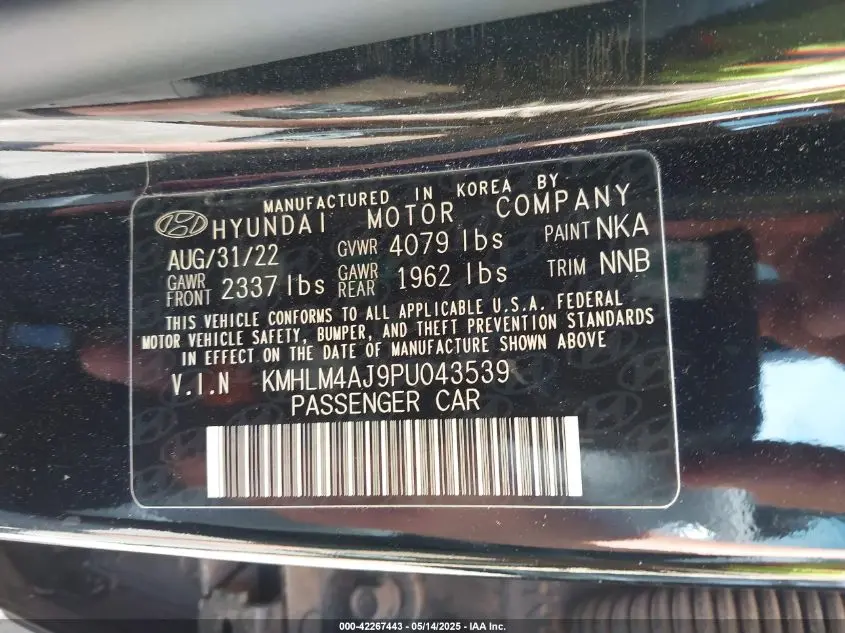 MANUFACTURED IN KOREA BY
HYUNDAI MOTOR COMPANY
AUG/31/22 GVWR 4079 lbs PAINT NKA
GAWR FRONT 2337 lbs GAWR REAR 1962 lbs TRIM NNB
THIS VEHICLE CONFORMS TO ALL APPLICABLE U.S.A. FEDERAL
MOTOR VEHICLE SAFETY, BUMPER, AND THEFT PREVENTION STANDARDS
IN EFFECT ON THE DATE OF MANUFACTURE SHOWN ABOVE
V.I.N KMHLM4AJ9PU043539
PASSENGER CAR
000-42267443 - 05/14/2025 - IAA Inc.